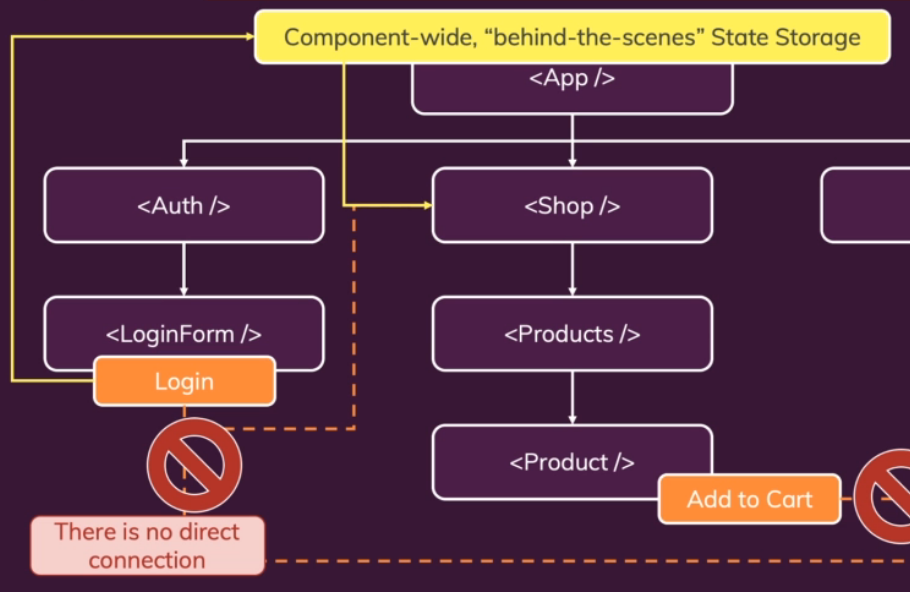 Component-wide, “behind-the-scenes” State Storage
<App />
<Auth />
<Shop />
<LoginForm />
<Products />
Login
<Product />
Add to Cart
There is no direct
connection